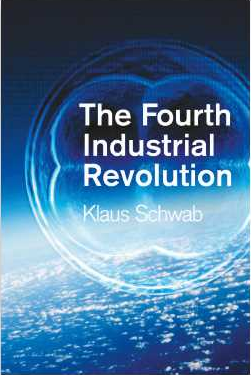 The Fourth
Industrial
Revolution
Klaus Schwab